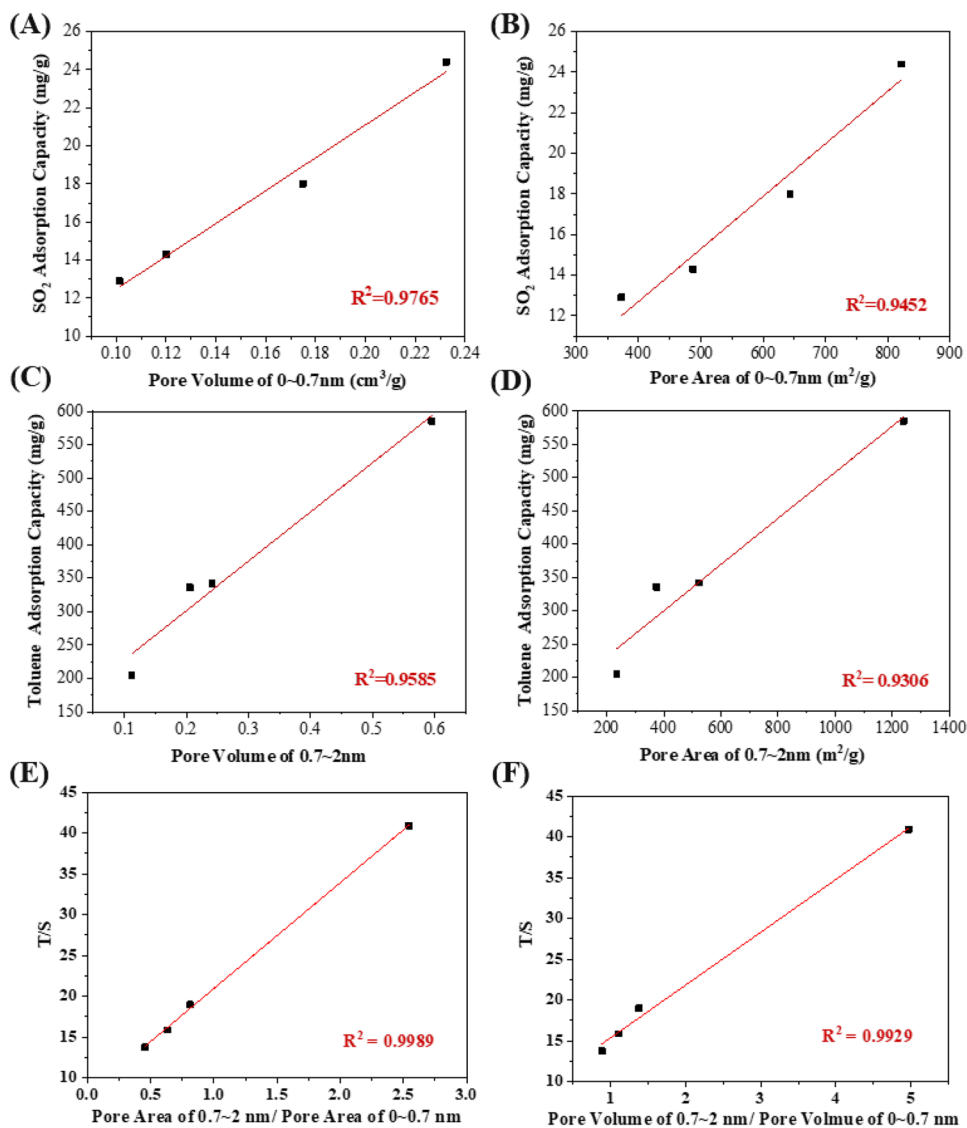 (A)
26
24
22
20
18
16
14
12
10
SO₂ Adsorption Capacity (mg/g)
R²=0.9765
0.10 0.12 0.14 0.16 0.18 0.20 0.22 0.24
Pore Volume of 0~0.7nm (cm³/g)
(B)
26
24
22
20
18
16
14
12
SO₂ Adsorption Capacity (mg/g)
R²=0.9452
300 400 500 600 700 800 900
Pore Area of 0~0.7nm (m²/g)
(C)
600
550
500
450
400
350
300
250
200
150
Toluene Adsorption Capacity (mg/g)
R²=0.9585
0.1 0.2 0.3 0.4 0.5 0.6
Pore Volume of 0.7~2nm
(D)
600
550
500
450
400
350
300
250
200
150
Toluene Adsorption Capacity (mg/g)
R²= 0.9306
200 400 600 800 1000 1200 1400
Pore Area of 0.7~2nm (m²/g)
(E)
45
40
35
30
25
20
15
10
T/S
R² = 0.9989
0.0 0.5 1.0 1.5 2.0 2.5 3.0
Pore Area of 0.7~2 nm/ Pore Area of 0~0.7 nm
(F)
45
40
35
30
25
20
15
10
T/S
R² = 0.9929
1 2 3 4 5
Pore Volume of 0.7~2 nm/ Pore Volmue of 0~0.7 nm